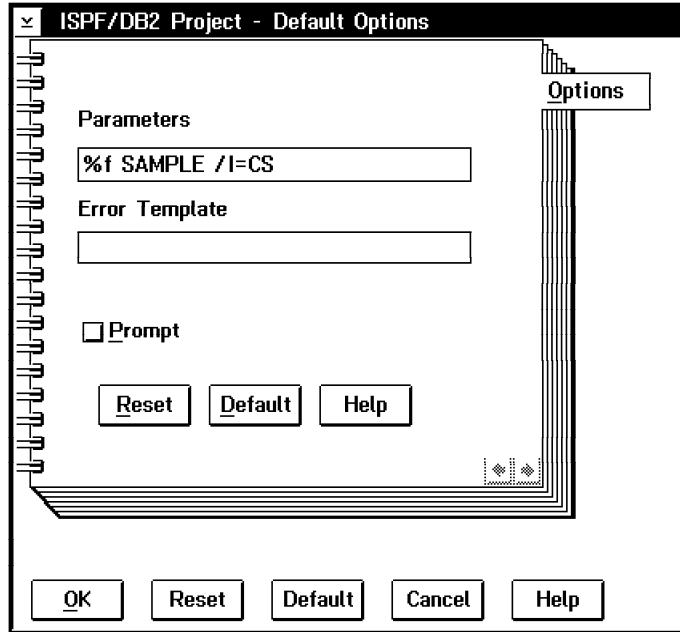 ISPF/DB2 Project - Default Options
Options
Parameters
%f SAMPLE /I=CS
Error Template
Prompt
Reset Default Help
OK Reset Default Cancel Help